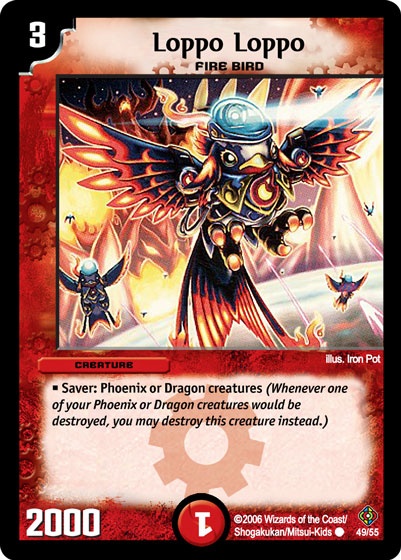 3
Loppo Loppo
FIRE BIRD
illus. Iron Pot
CREATURE
▪ Saver: Phoenix or Dragon creatures (Whenever one
of your Phoenix or Dragon creatures would be
destroyed, you may destroy this creature instead.)
2000
1
©2006 Wizards of the Coast/
Shogakukan/Mitsui-Kids ● 49/55